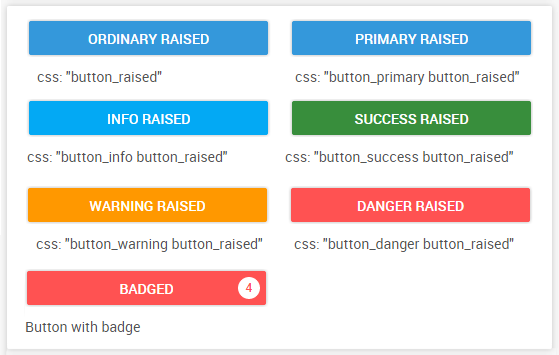 ORDINARY RAISED
PRIMARY RAISED
css: "button_raised"
css: "button_primary button_raised"
INFO RAISED
SUCCESS RAISED
css: "button_info button_raised"
css: "button_success button_raised"
WARNING RAISED
DANGER RAISED
css: "button_warning button_raised"
css: "button_danger button_raised"
BADGED 4
Button with badge